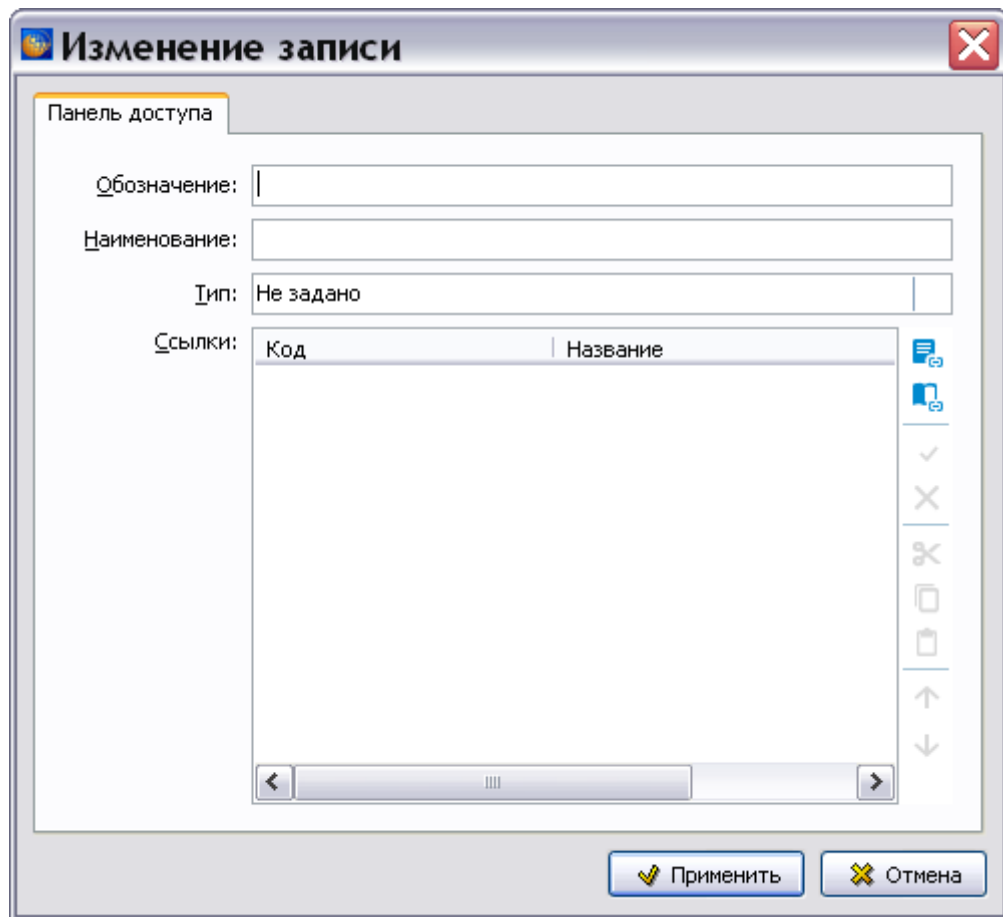 Изменение записи
Панель доступа
Обозначение:
Наименование:
Тип: Не задано
Ссылки: Код Название
Применить Отмена